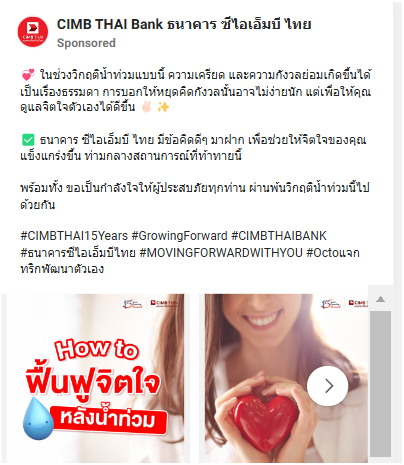 CIMB THAI Bank ธนาคาร ซีไอเอ็มบี ไทย
Sponsored
💞 ในช่วงวิกฤติน้ำท่วมแบบนี้ ความเครียด และความกังวลย่อมเกิดขึ้นได้
เป็นเรื่องธรรมดา การบอกให้หยุดคิดกังวลนั้นอาจไม่ง่ายนัก แต่เพื่อให้คุณ
ดูแลจิตใจตัวเองได้ดีขึ้น ✌🏻 ✨
✅ ธนาคาร ซีไอเอ็มบี ไทย มีข้อคิดดีๆ มาฝาก เพื่อช่วยให้จิตใจของคุณ
แข็งแกร่งขึ้น ท่ามกลางสถานการณ์ที่ท้าทายนี้
พร้อมทั้ง ขอเป็นกำลังใจให้ผู้ประสบภัยทุกท่าน ผ่านพ้นวิกฤติน้ำท่วมนี้ไป
ด้วยกัน
#CIMBTHAI15Years #GrowingForward #CIMBTHAIBANK
#ธนาคารซีไอเอ็มบีไทย #MOVINGFORWARDWITHYOU #Octoแจก
ทริกพัฒนาตัวเอง
How to
ฟื้นฟูจิตใจ
หลังน้ำท่วม